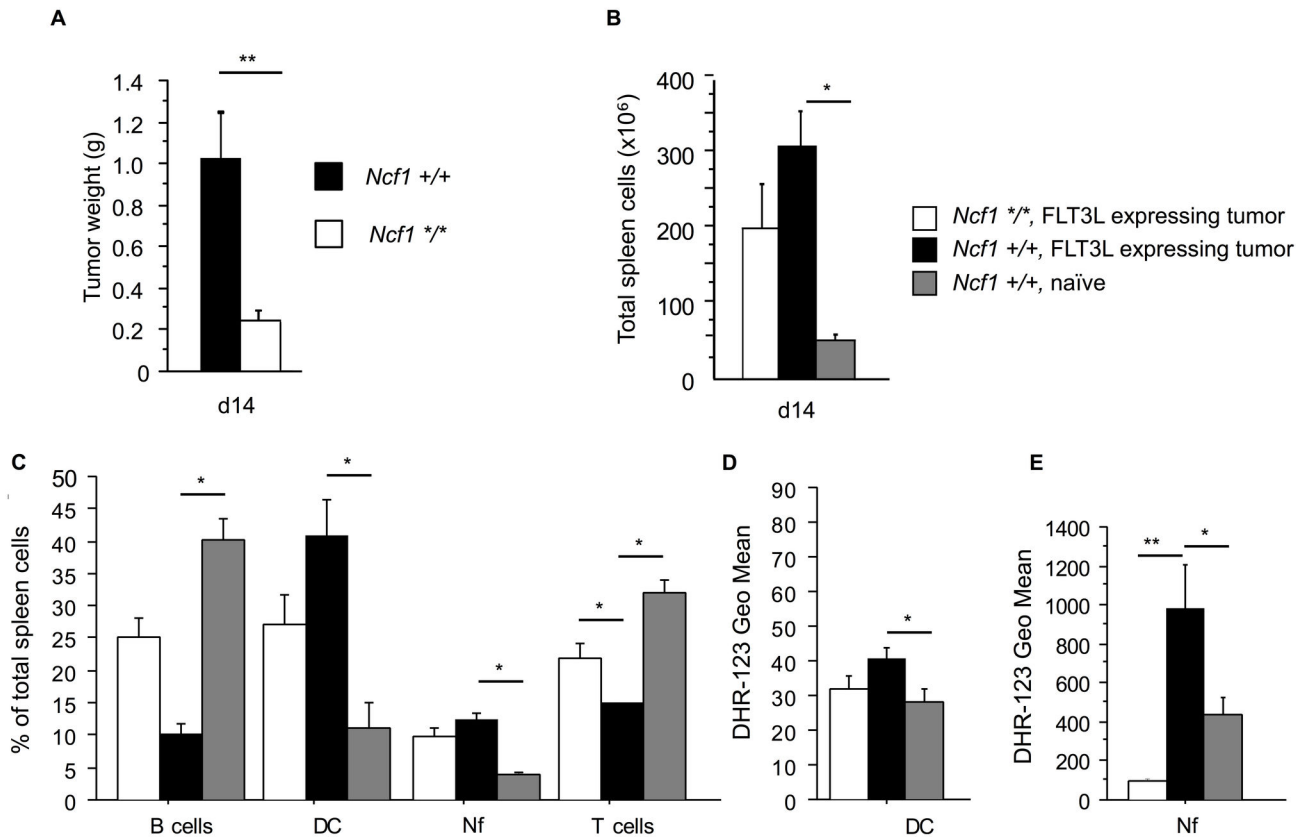 A
**
1.4
1.2
1.0
0.8
0.6
0.4
0.2
0
Tumor weight (g)
d14
Ncf1 +/+
Ncf1 */*
B
*
400
300
200
100
0
Total spleen cells (x10⁶)
d14
Ncf1 */*, FLT3L expressing tumor
Ncf1 +/+, FLT3L expressing tumor
Ncf1 +/+, naïve
C
* * * * *
50
45
40
35
30
25
20
15
10
5
0
% of total spleen cells
B cells DC Nf T cells
D
*
90
80
70
60
50
40
30
20
10
0
DHR-123 Geo Mean
DC
E
** *
1400
1200
1000
800
600
400
200
0
DHR-123 Geo Mean
Nf